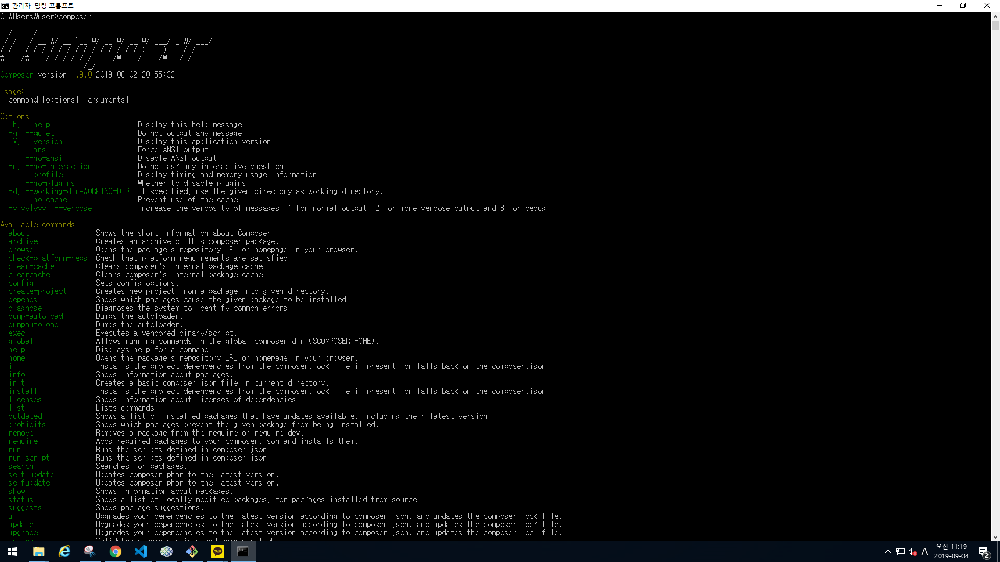 관리자: 명령 프롬프트
C:₩Users₩user>composer
   ______
  / ____/___  ____ ___  ____  ____  ________  _____
 / /   / __ ₩/ __ `__ ₩/ __ ₩/ __ ₩/ ___/ _ ₩/ ___/
/ /___/ /_/ / / / / / / /_/ / /_/ (__  )  __/ /
₩____/₩____/_/ /_/ /_/ .___/₩____/____/₩___/_/
                    /_/
Composer version 1.9.0 2019-08-02 20:55:32
Usage:
  command [options] [arguments]
Options:
  -h, --help                     Display this help message
  -q, --quiet                    Do not output any message
  -V, --version                  Display this application version
      --ansi                     Force ANSI output
      --no-ansi                  Disable ANSI output
  -n, --no-interaction           Do not ask any interactive question
      --profile                  Display timing and memory usage information
      --no-plugins               Whether to disable plugins.
  -d, --working-dir=WORKING-DIR  If specified, use the given directory as working directory.
      --no-cache                 Prevent use of the cache
  -v|vv|vvv, --verbose           Increase the verbosity of messages: 1 for normal output, 2 for more verbose output and 3 for debug
Available commands:
  about                Shows the short information about Composer.
  archive              Creates an archive of this composer package.
  browse               Opens the package's repository URL or homepage in your browser.
  check-platform-reqs  Check that platform requirements are satisfied.
  clear-cache          Clears composer's internal package cache.
  clearcache           Clears composer's internal package cache.
  config               Sets config options.
  create-project       Creates new project from a package into given directory.
  depends              Shows which packages cause the given package to be installed.
  diagnose             Diagnoses the system to identify common errors.
  dump-autoload        Dumps the autoloader.
  dumpautoload         Dumps the autoloader.
  exec                 Executes a vendored binary/script.
  global               Allows running commands in the global composer dir ($COMPOSER_HOME).
  help                 Displays help for a command
  home                 Opens the package's repository URL or homepage in your browser.
  i                    Installs the project dependencies from the composer.lock file if present, or falls back on the composer.json.
  info                 Shows information about packages.
  init                 Creates a basic composer.json file in current directory.
  install              Installs the project dependencies from the composer.lock file if present, or falls back on the composer.json.
  licenses             Shows information about licenses of dependencies.
  list                 Lists commands
  outdated             Shows a list of installed packages that have updates available, including their latest version.
  prohibits            Shows which packages prevent the given package from being installed.
  remove               Removes a package from the require or require-dev.
  require              Adds required packages to your composer.json and installs them.
  run                  Runs the scripts defined in composer.json.
  run-script           Runs the scripts defined in composer.json.
  search               Searches for packages.
  self-update          Updates composer.phar to the latest version.
  selfupdate           Updates composer.phar to the latest version.
  show                 Shows information about packages.
  status               Shows a list of locally modified packages, for packages installed from source.
  suggests             Shows package suggestions.
  u                    Upgrades your dependencies to the latest version according to composer.json, and updates the composer.lock file.
  update               Upgrades your dependencies to the latest version according to composer.json, and updates the composer.lock file.
  upgrade              Upgrades your dependencies to the latest version according to composer.json, and updates the composer.lock file.
  validate             Validates a composer.json and composer.lock.
TALK
A
오전 11:19
2019-09-04
2